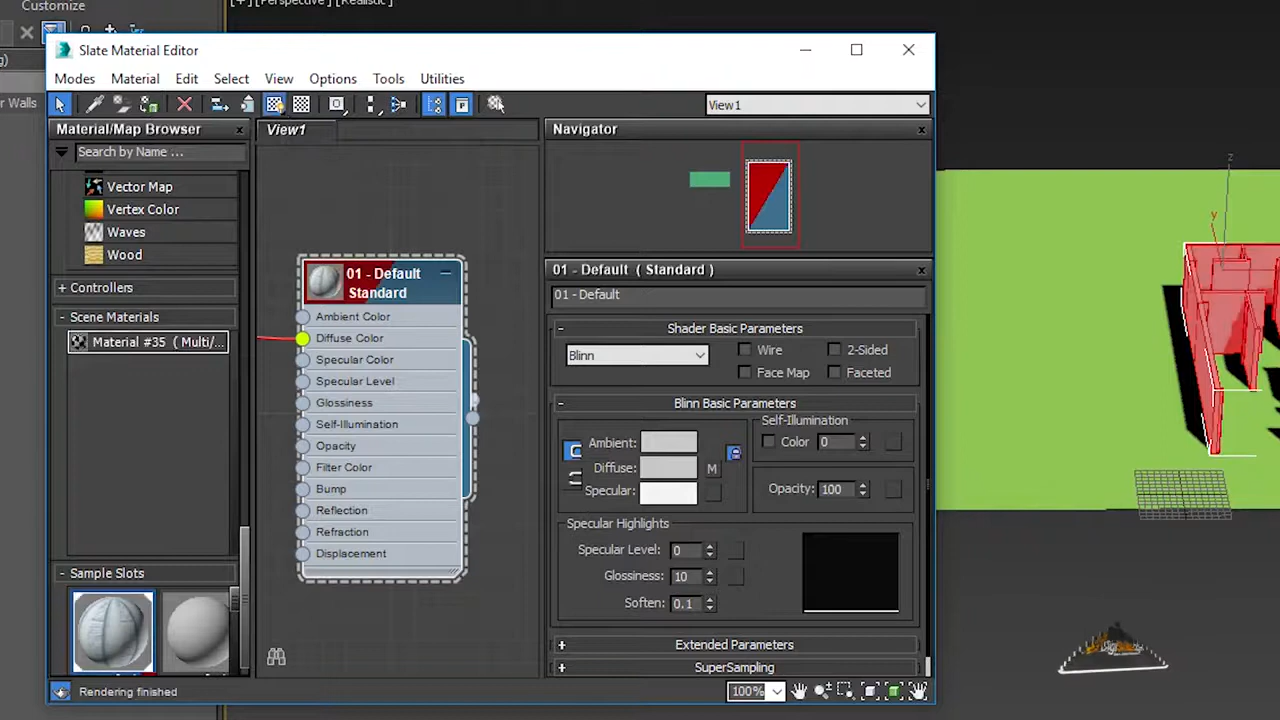 Customize
[+][Perspective][Realistic]
Slate Material Editor
Modes Material Edit Select View Options Tools Utilities
r Walls
View1
Material/Map Browser
View1
Navigator
Search by Name ...
Vector Map
Vertex Color
Waves
Wood
+ Controllers
- Scene Materials
Material #35 ( Multi/...
- Sample Slots
01 - Default
Standard
Ambient Color
Diffuse Color
Specular Color
Specular Level
Glossiness
Self-Illumination
Opacity
Filter Color
Bump
Reflection
Refraction
Displacement
01 - Default ( Standard )
01 - Default
- Shader Basic Parameters
Blinn Wire 2-Sided
Face Map Faceted
- Blinn Basic Parameters
Self-Illumination
Ambient: Color 0
Diffuse: M
Specular: Opacity: 100
Specular Highlights
Specular Level: 0
Glossiness: 10
Soften: 0.1
+ Extended Parameters
+ SuperSampling
Rendering finished
100%
z
y